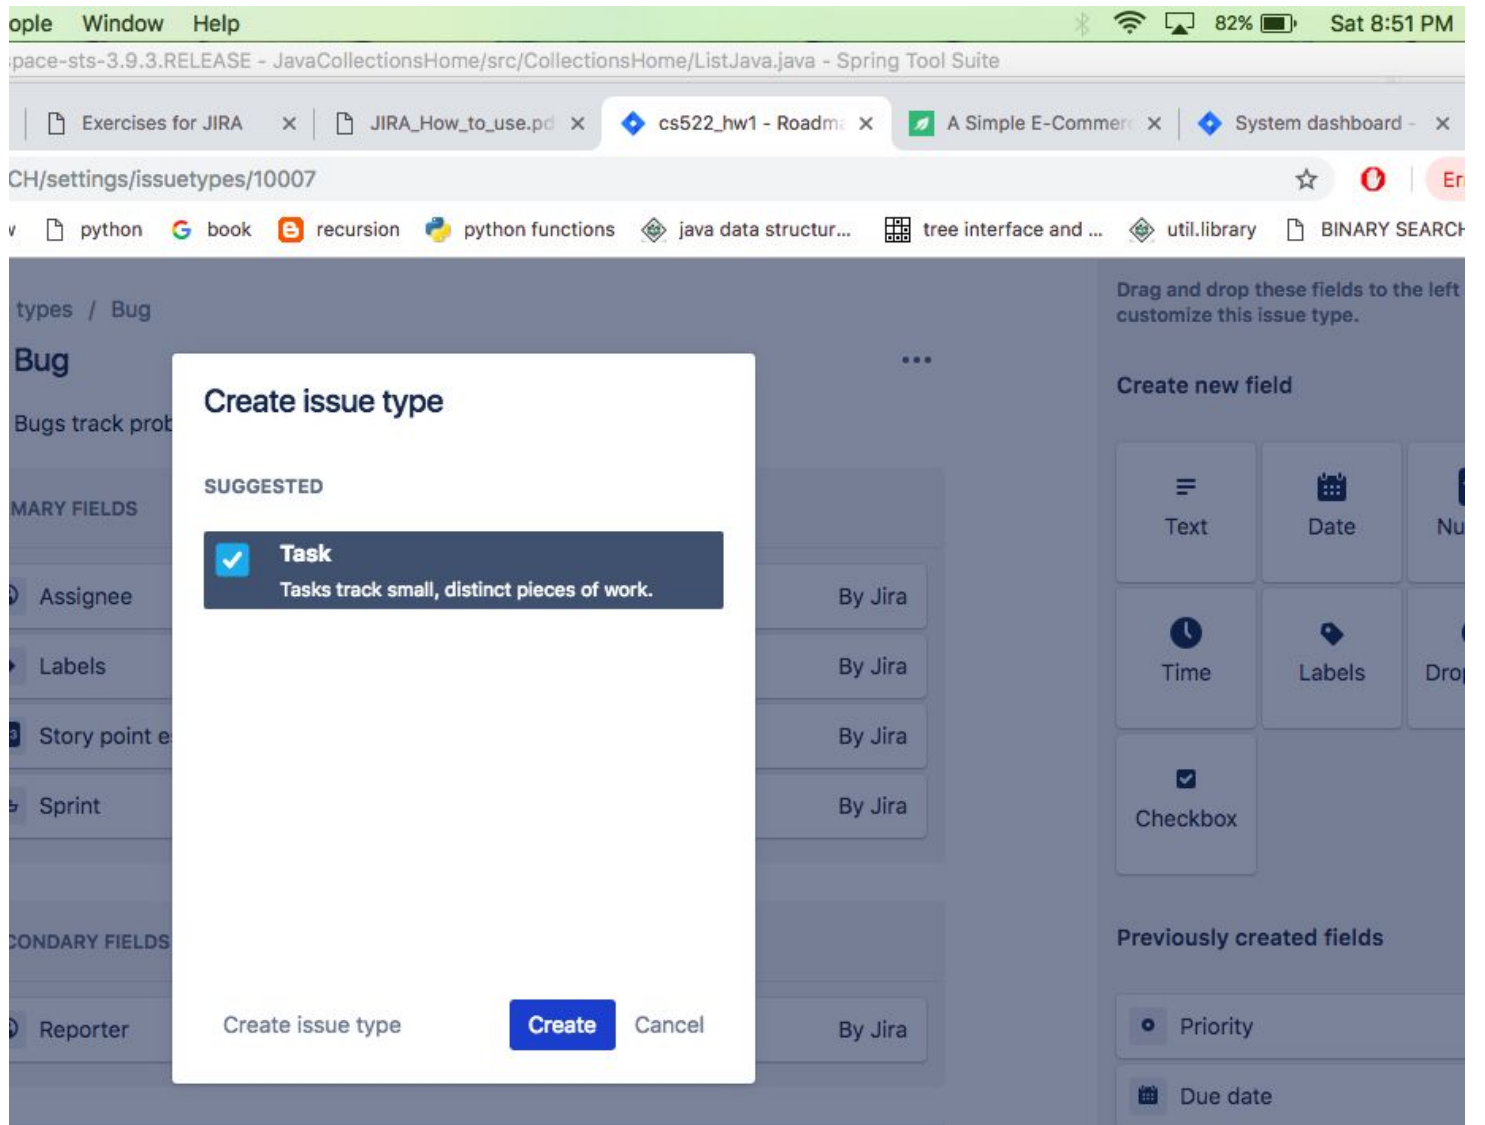 ople Window Help 82% Sat 8:51 PM
pace-sts-3.9.3.RELEASE - JavaCollectionsHome/src/CollectionsHome/ListJava.java - Spring Tool Suite
Exercises for JIRA JIRA_How_to_use.pd cs522_hw1 - Roadma A Simple E-Commer System dashboard -
CH/settings/issuetypes/10007 Er
python book recursion python functions java data structur... tree interface and ... util.library BINARY SEARCH
types / Bug
Bug
Bugs track prob
MARY FIELDS
Assignee By Jira
Labels By Jira
Story point e By Jira
Sprint By Jira
CONDARY FIELDS
Reporter By Jira
Create issue type
SUGGESTED
Task
Tasks track small, distinct pieces of work.
Create issue type Create Cancel
Drag and drop these fields to the left
customize this issue type.
Create new field
Text Date Nu
Time Labels Dro
Checkbox
Previously created fields
Priority
Due date